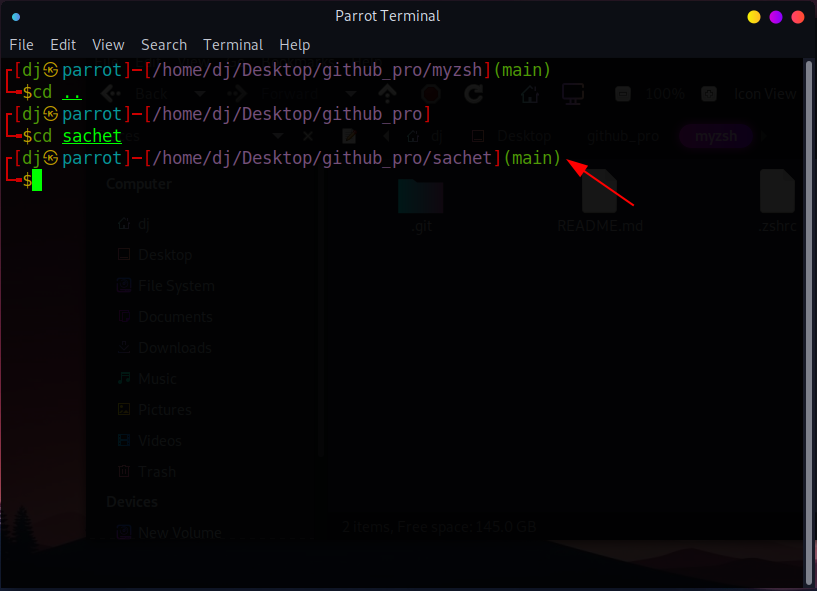 Parrot Terminal
File Edit View Search Terminal Help
┌[dj㉿parrot]─[/home/dj/Desktop/github_pro/myzsh](main)
└╼$cd ..
Back Forward 100% Icon View
┌[dj㉿parrot]─[/home/dj/Desktop/github_pro]
└╼$cd sachet
dj Desktop github_pro myzsh
┌[dj㉿parrot]─[/home/dj/Desktop/github_pro/sachet](main)
└╼$
Computer
dj
Desktop
File System
Documents
Downloads
Music
Pictures
Videos
Trash
Devices
New Volume
.git README.md .zshrc
2 items, Free space: 145.0 GB